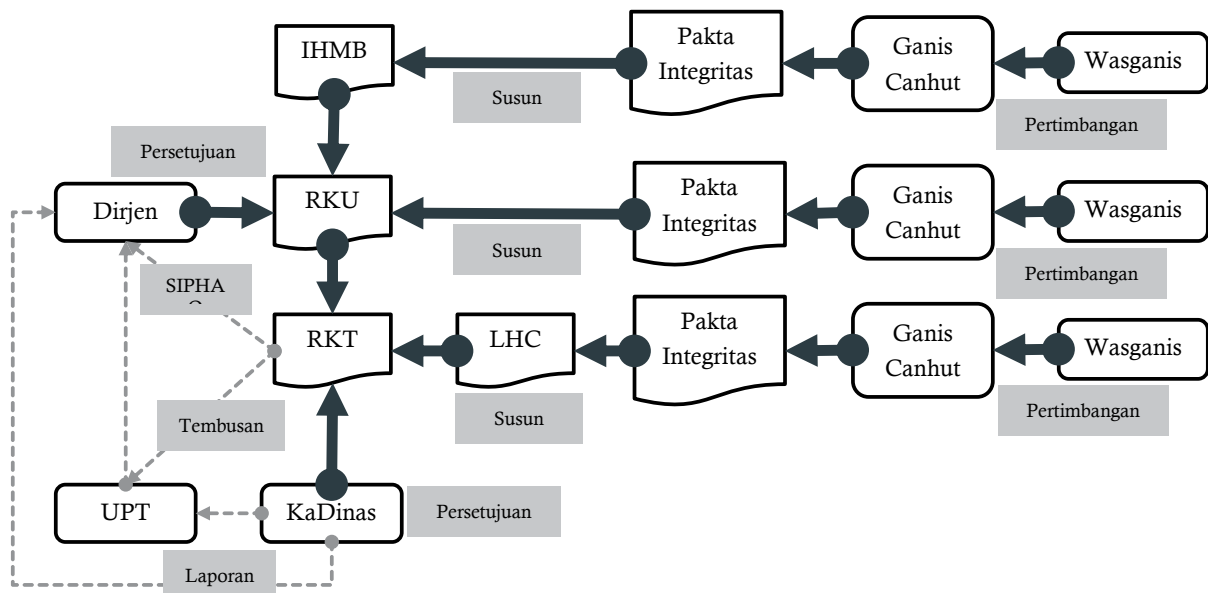 IHMB
Pakta
Integritas
Ganis
Canhut
Wasganis
Susun
Pertimbangan
Persetujuan
Dirjen
RKU
Pakta
Integritas
Ganis
Canhut
Wasganis
Susun
Pertimbangan
SIPHA
RKT
LHC
Pakta
Integritas
Ganis
Canhut
Wasganis
Tembusan
Susun
Pertimbangan
UPT
KaDinas
Persetujuan
Laporan